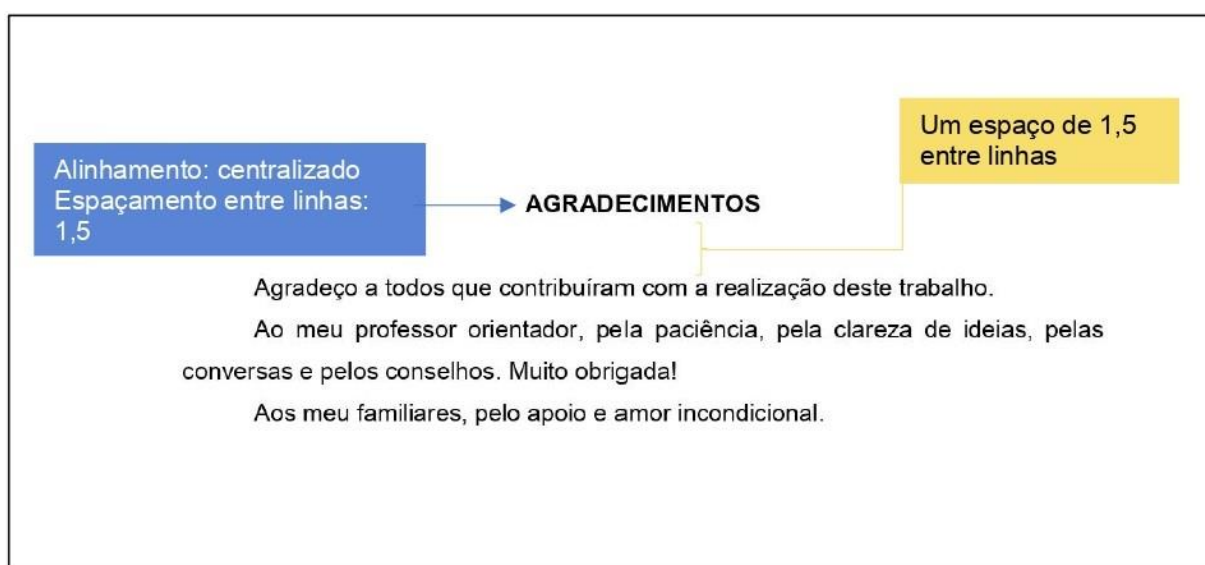 Um espaço de 1,5
entre linhas
Alinhamento: centralizado
Espaçamento entre linhas:
1,5
AGRADECIMENTOS
Agradeço a todos que contribuíram com a realização deste trabalho.
Ao meu professor orientador, pela paciência, pela clareza de ideias, pelas
conversas e pelos conselhos. Muito obrigada!
Aos meu familiares, pelo apoio e amor incondicional.